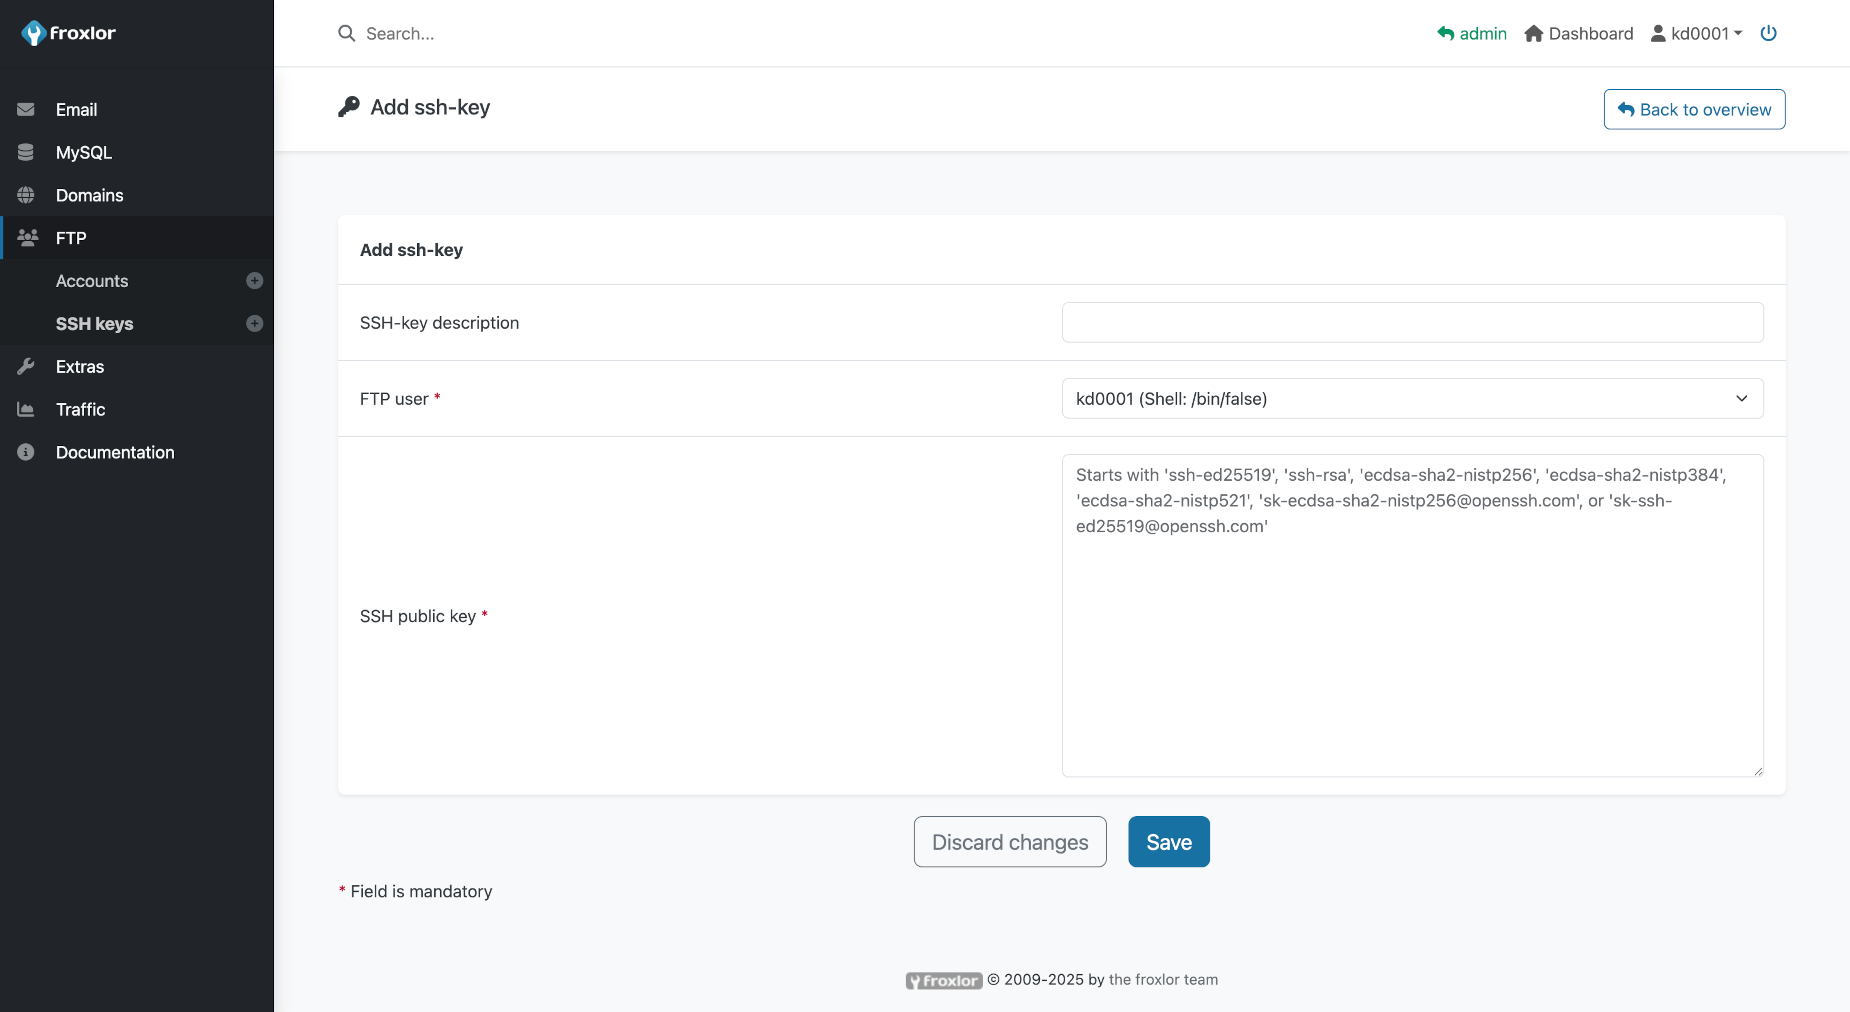 froxlor
Search...
admin
Dashboard
kd0001
Email
MySQL
Domains
FTP
Accounts
SSH keys
Extras
Traffic
Documentation
Add ssh-key
Back to overview
Add ssh-key
SSH-key description
FTP user *
kd0001 (Shell: /bin/false)
SSH public key *
Starts with 'ssh-ed25519', 'ssh-rsa', 'ecdsa-sha2-nistp256', 'ecdsa-sha2-nistp384',
'ecdsa-sha2-nistp521', 'sk-ecdsa-sha2-nistp256@openssh.com', or 'sk-ssh-
ed25519@openssh.com'
Discard changes
Save
* Field is mandatory
froxlor © 2009-2025 by the froxlor team